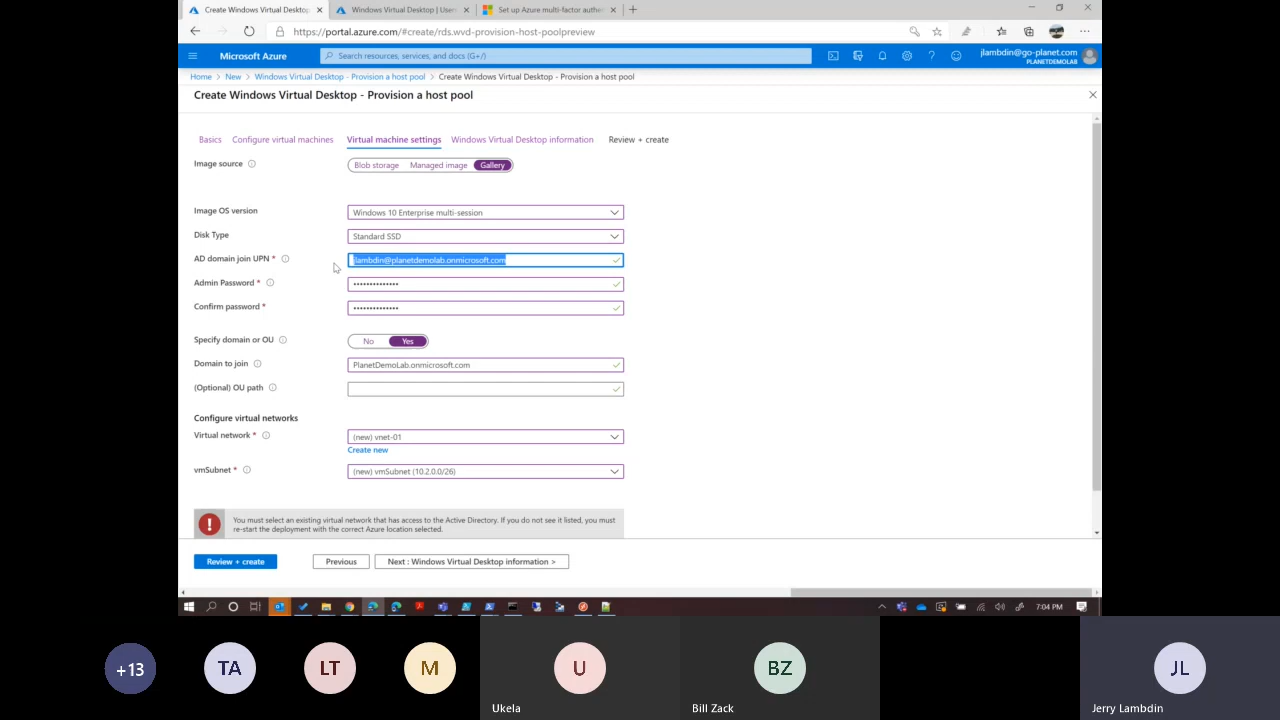 Create Windows Virtual Desktop
Windows Virtual Desktop | User
Set up Azure multi-factor authe
https://portal.azure.com/#create/rds.wvd-provision-host-poolpreview
Microsoft Azure
Search resources, services, and docs (G+/)
jlambdin@go-planet.com
PLANETDEMOLAB
Home > New > Windows Virtual Desktop - Provision a host pool > Create Windows Virtual Desktop - Provision a host pool
Create Windows Virtual Desktop - Provision a host pool
Basics Configure virtual machines Virtual machine settings Windows Virtual Desktop information Review + create
Image source Blob storage Managed image Gallery
Image OS version Windows 10 Enterprise multi-session
Disk Type Standard SSD
AD domain join UPN * jlambdin@planetdemolab.onmicrosoft.com
Admin Password * ••••••••••••••
Confirm password * ••••••••••••••
Specify domain or OU No Yes
Domain to join PlanetDemoLab.onmicrosoft.com
(Optional) OU path
Configure virtual networks
Virtual network * (new) vnet-01
Create new
vmSubnet * (new) vmSubnet (10.2.0.0/26)
You must select an existing virtual network that has access to the Active Directory. If you do not see it listed, you must
re-start the deployment with the correct Azure location selected.
Review + create Previous Next : Windows Virtual Desktop information >
7:04 PM
+13 TA LT M U BZ JL
Ukela Bill Zack Jerry Lambdin